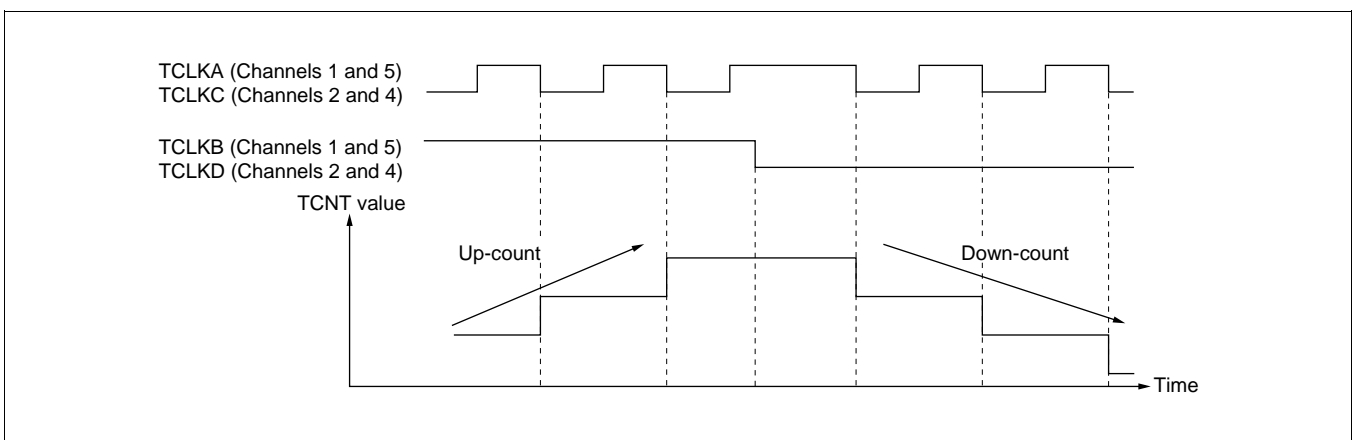 TCLKA (Channels 1 and 5)
TCLKC (Channels 2 and 4)
TCLKB (Channels 1 and 5)
TCLKD (Channels 2 and 4)
TCNT value
Up-count
Down-count
Time